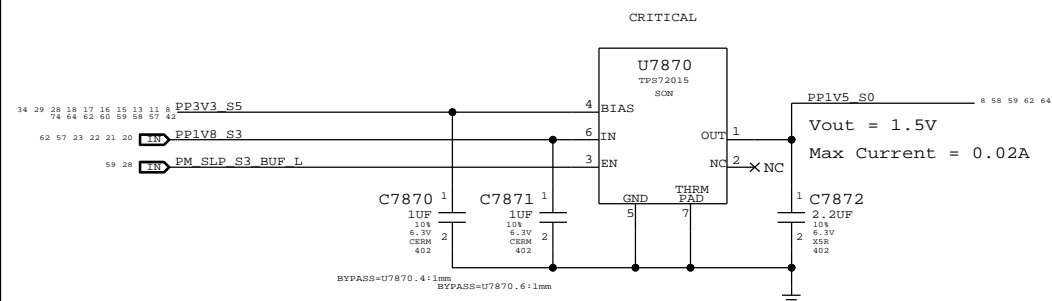 CRITICAL
U7870
TPS72015
SON
34 29 28 18 17 16 15 13 11 8 PP3V3_S5
74 64 62 60 59 58 57 42
4 BIAS
62 57 23 22 21 20 IN PP1V8_S3
6 IN
59 28 IN PM_SLP_S3_BUF_L
3 EN
OUT 1
NC 2 NC
PP1V5_S0 8 58 59 62 64
Vout = 1.5V
Max Current = 0.02A
GND
5
THRM
PAD
7
C7870 1
1UF
10%
6.3V 2
CERM
402
C7871 1
1UF
10%
6.3V 2
CERM
402
1 C7872
2.2UF
10%
2 6.3V
X5R
402
BYPASS=U7870.4:1mm
BYPASS=U7870.6:1mm